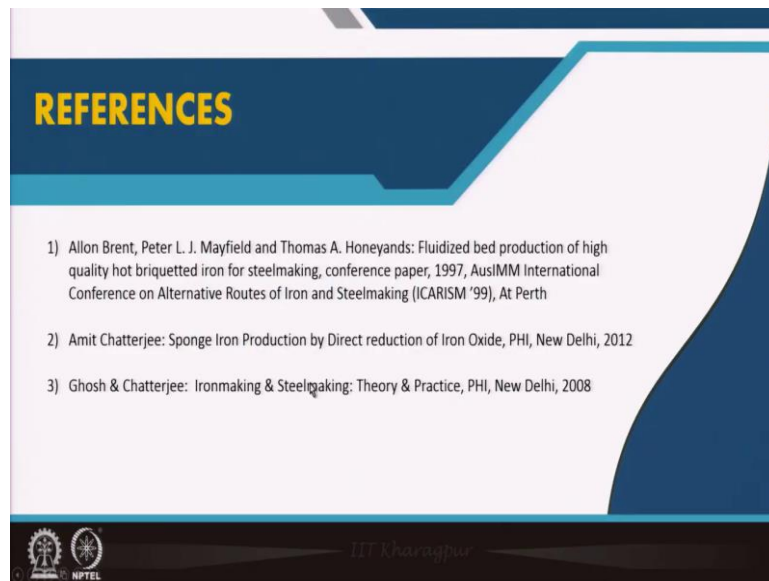 REFERENCES
1) Allon Brent, Peter L. J. Mayfield and Thomas A. Honeyands: Fluidized bed production of high
quality hot briquetted iron for steelmaking, conference paper, 1997, AusIMM International
Conference on Alternative Routes of Iron and Steelmaking (ICARISM '99), At Perth
2) Amit Chatterjee: Sponge Iron Production by Direct reduction of Iron Oxide, PHI, New Delhi, 2012
3) Ghosh & Chatterjee: Ironmaking & Steelmaking: Theory & Practice, PHI, New Delhi, 2008
IIT Kharagpur
NPTEL